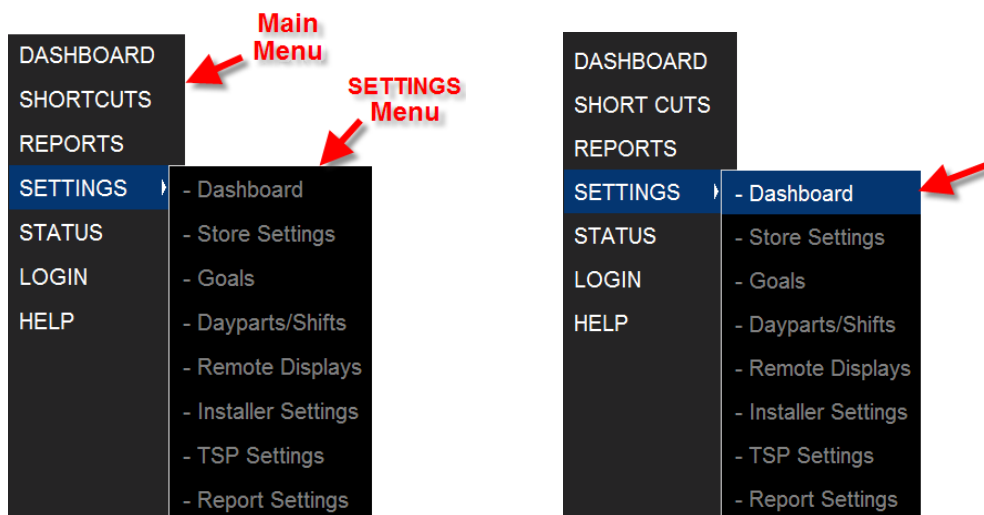 Main
Menu
SETTINGS
Menu
DASHBOARD
SHORTCUTS
REPORTS
SETTINGS
STATUS
LOGIN
HELP
- Dashboard
- Store Settings
- Goals
- Dayparts/Shifts
- Remote Displays
- Installer Settings
- TSP Settings
- Report Settings
DASHBOARD
SHORT CUTS
REPORTS
SETTINGS
STATUS
LOGIN
HELP
- Dashboard
- Store Settings
- Goals
- Dayparts/Shifts
- Remote Displays
- Installer Settings
- TSP Settings
- Report Settings